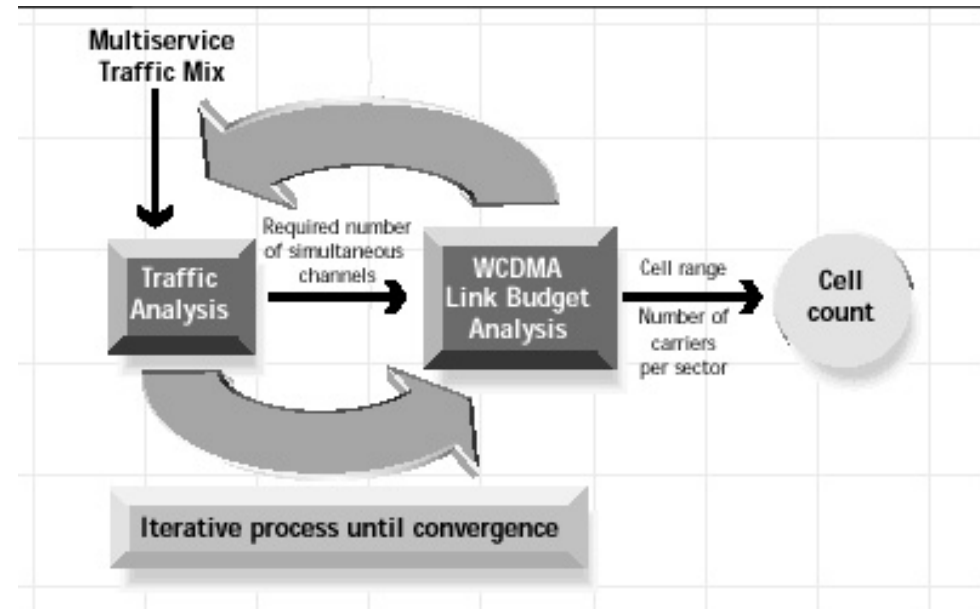 Multiservice
Traffic Mix
Required number
of simultaneous
channels
Traffic
Analysis
WCDMA
Link Budget
Analysis
Cell range
Number of
carriers
per sector
Cell
count
Iterative process until convergence